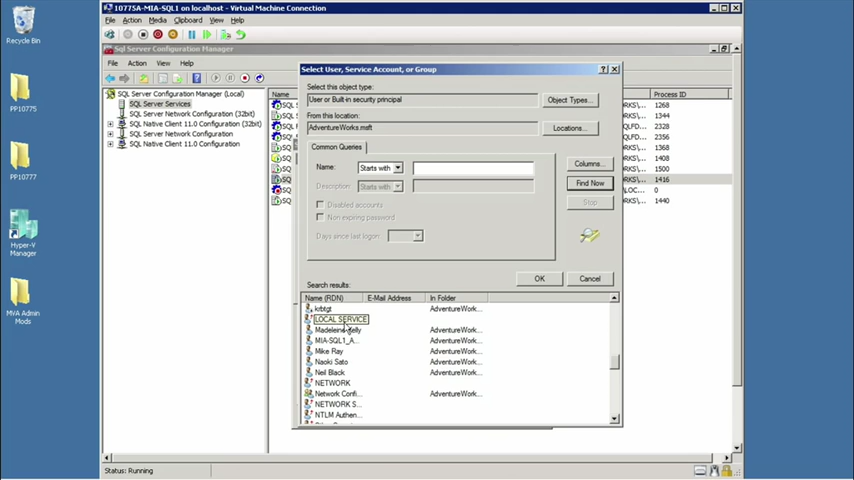 10775A-MIA-SQL1 on localhost - Virtual Machine Connection
File Action Media Clipboard View Help
Sql Server Configuration Manager
File Action View Help
SQL Server Configuration Manager (Local)
SQL Server Services
SQL Server Network Configuration (32bit)
SQL Native Client 11.0 Configuration (32bit)
SQL Server Network Configuration
SQL Native Client 11.0 Configuration
Name
Process ID
1268
1344
2328
2356
1368
1408
1500
1416
0
1440
Select User, Service Account, or Group
Select this object type:
User or Built-in security principal
Object Types...
From this location:
AdventureWorks.msft
Locations...
Common Queries
Name: Starts with
Columns...
Description: Starts with
Find Now
Stop
Disabled accounts
Non expiring password
Days since last logon:
OK Cancel
Search results:
Name (RDN) E-Mail Address In Folder
krbtgt AdventureWork...
LOCAL SERVICE
Madeleine Kelly AdventureWork...
MIA-SQL1_A... AdventureWork...
Mike Ray AdventureWork...
Naoki Sato AdventureWork...
Neil Black AdventureWork...
NETWORK
Network Confi... AdventureWork...
NETWORK S...
NTLM Authen...
Recycle Bin
PP10775
PP10777
Hyper-V
Manager
MVA Admin
Mods
Status: Running